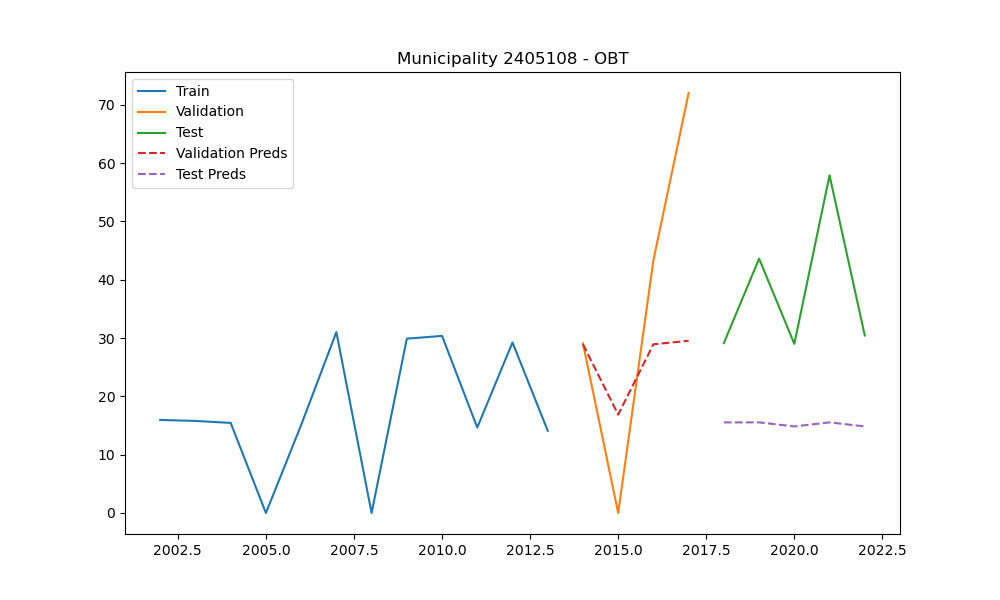 Municipality 2405108 - OBT
Train
Validation
Test
Validation Preds
Test Preds
70
60
50
40
30
20
10
0
2002.5 2005.0 2007.5 2010.0 2012.5 2015.0 2017.5 2020.0 2022.5